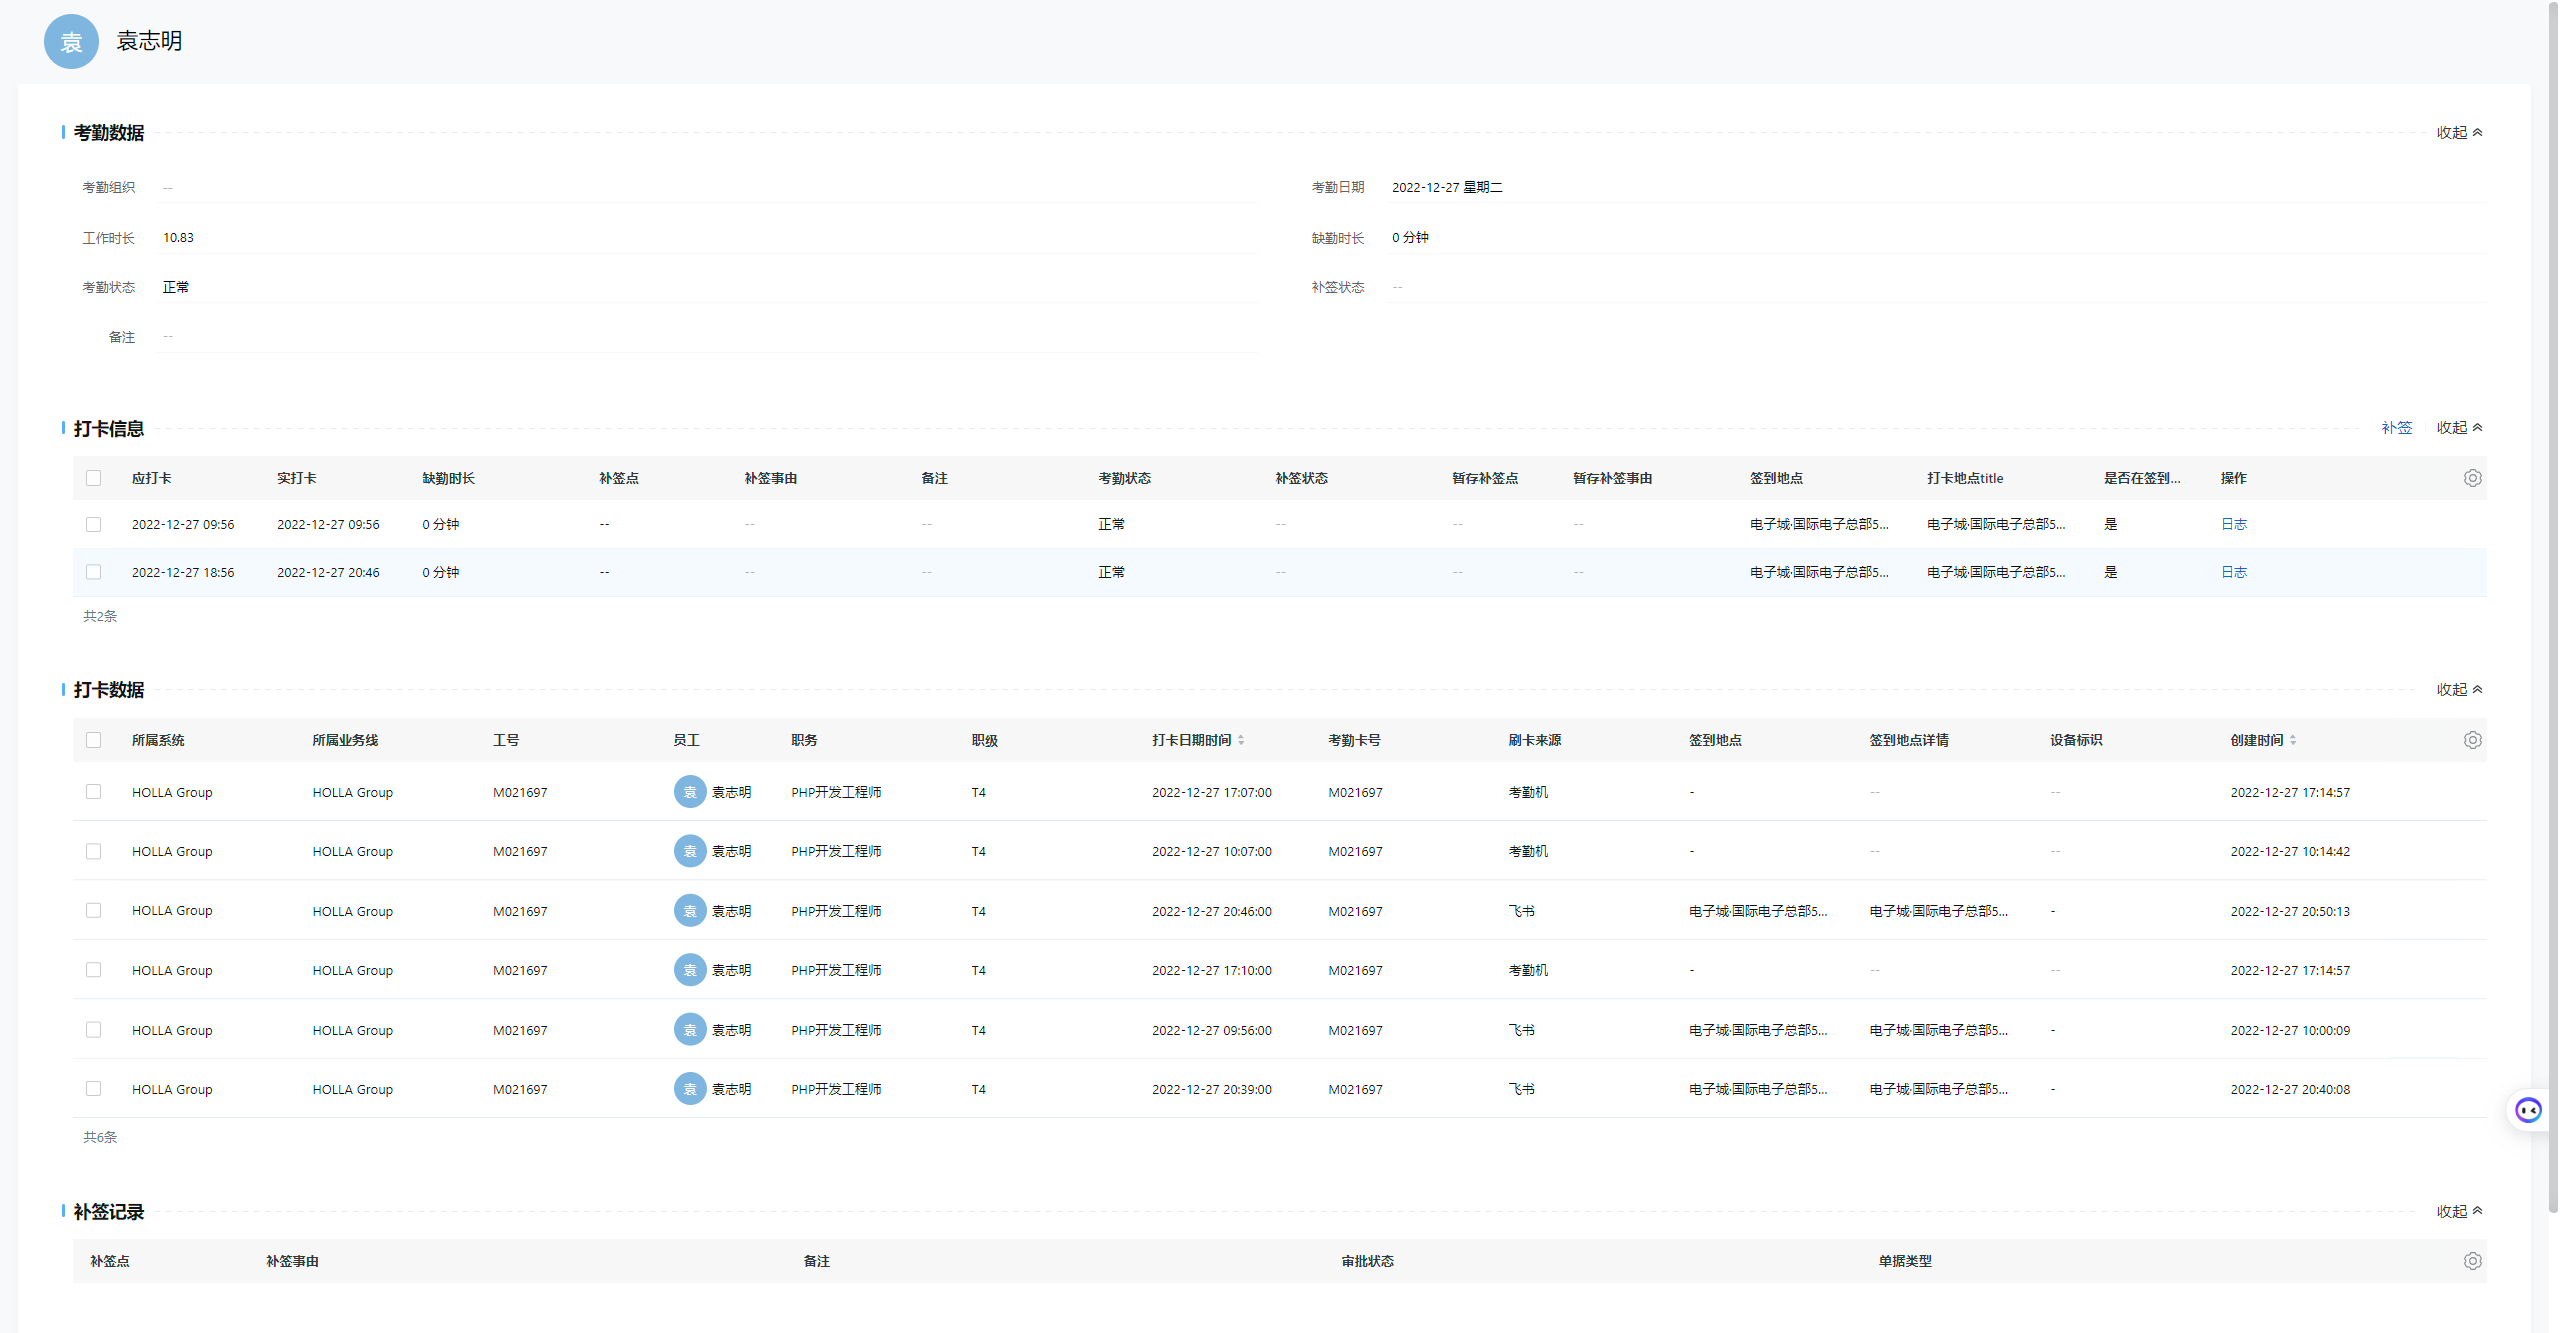 袁 袁志明
考勤数据 收起
考勤组织 -- 考勤日期 2022-12-27 星期二
工作时长 10.83 缺勤时长 0 分钟
考勤状态 正常 补签状态 --
备注 --
打卡信息 补签 收起
应打卡 实打卡 缺勤时长 补签点 补签事由 备注 考勤状态 补签状态 暂存补签点 暂存补签事由 签到地点 打卡地点title 是否在签到... 操作
2022-12-27 09:56 2022-12-27 09:56 0 分钟 -- -- -- 正常 -- -- -- 电子城·国际电子总部5... 电子城·国际电子总部5... 是 日志
2022-12-27 18:56 2022-12-27 20:46 0 分钟 -- -- -- 正常 -- -- -- 电子城·国际电子总部5... 电子城·国际电子总部5... 是 日志
共2条
打卡数据 收起
所属系统 所属业务线 工号 员工 职务 职级 打卡日期时间 考勤卡号 刷卡来源 签到地点 签到地点详情 设备标识 创建时间
HOLLA Group HOLLA Group M021697 袁 袁志明 PHP开发工程师 T4 2022-12-27 17:07:00 M021697 考勤机 - -- -- 2022-12-27 17:14:57
HOLLA Group HOLLA Group M021697 袁 袁志明 PHP开发工程师 T4 2022-12-27 10:07:00 M021697 考勤机 - -- -- 2022-12-27 10:14:42
HOLLA Group HOLLA Group M021697 袁 袁志明 PHP开发工程师 T4 2022-12-27 20:46:00 M021697 飞书 电子城·国际电子总部5... 电子城·国际电子总部5... - 2022-12-27 20:50:13
HOLLA Group HOLLA Group M021697 袁 袁志明 PHP开发工程师 T4 2022-12-27 17:10:00 M021697 考勤机 - -- -- 2022-12-27 17:14:57
HOLLA Group HOLLA Group M021697 袁 袁志明 PHP开发工程师 T4 2022-12-27 09:56:00 M021697 飞书 电子城·国际电子总部5... 电子城·国际电子总部5... - 2022-12-27 10:00:09
HOLLA Group HOLLA Group M021697 袁 袁志明 PHP开发工程师 T4 2022-12-27 20:39:00 M021697 飞书 电子城·国际电子总部5... 电子城·国际电子总部5... - 2022-12-27 20:40:08
共6条
补签记录 收起
补签点 补签事由 备注 审批状态 单据类型